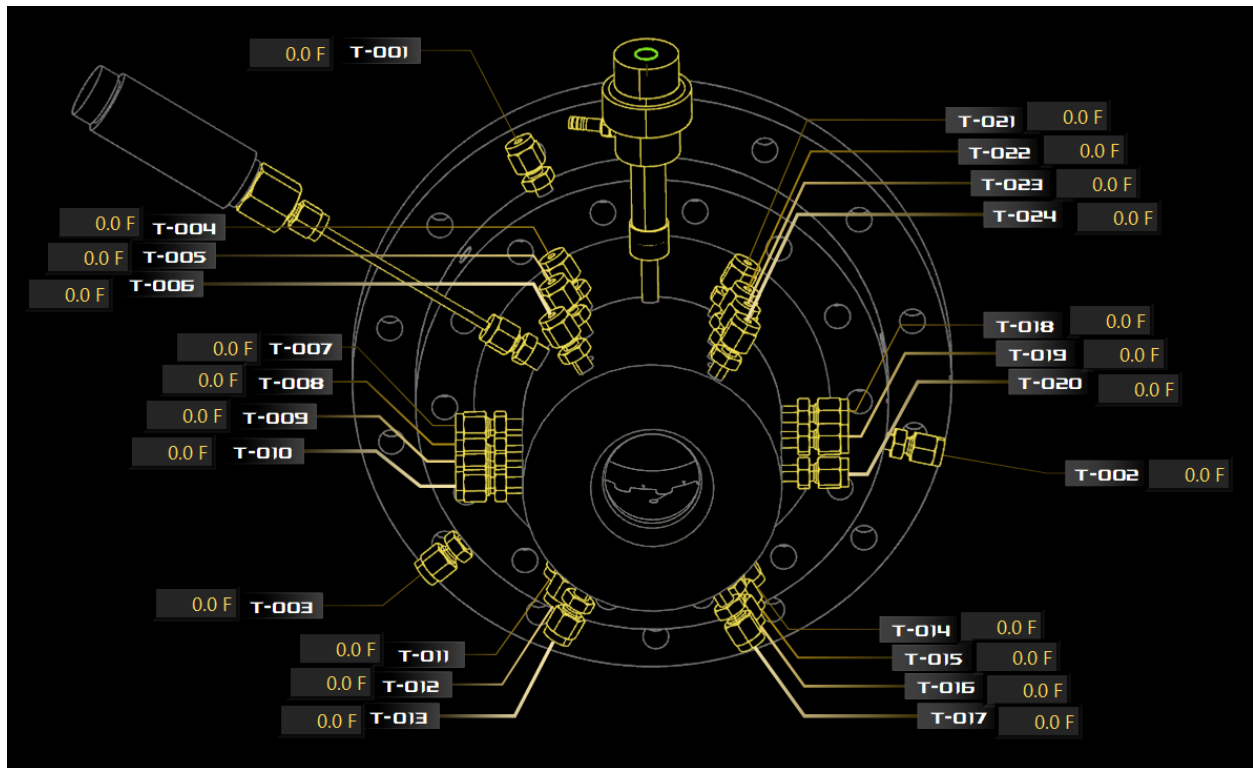 0.0 F T-001
T-021 0.0 F
T-022 0.0 F
T-023 0.0 F
T-024 0.0 F
0.0 F T-004
0.0 F T-005
0.0 F T-006
T-018 0.0 F
T-019 0.0 F
T-020 0.0 F
0.0 F T-007
0.0 F T-008
0.0 F T-009
0.0 F T-010
T-002 0.0 F
0.0 F T-003
T-014 0.0 F
T-015 0.0 F
T-016 0.0 F
T-017 0.0 F
0.0 F T-011
0.0 F T-012
0.0 F T-013